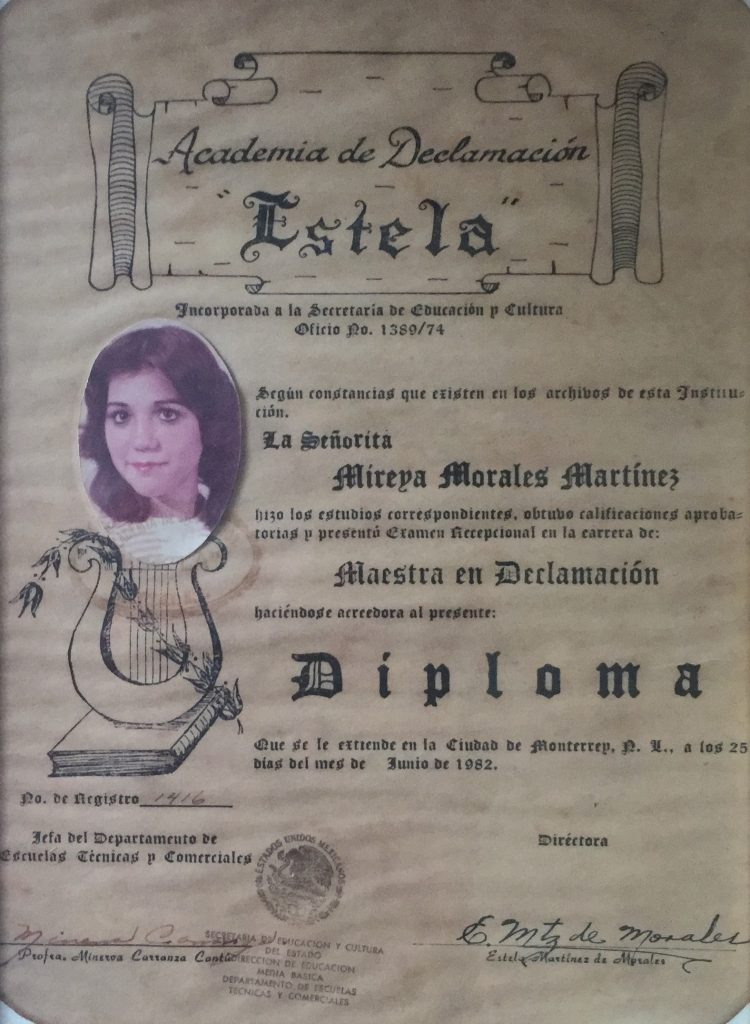 Academia de Declamación
"Estela"
Incorporada a la Secretaría de Educación y Cultura
Oficio No. 1389/74
Según constancias que existen en los archivos de esta Institu-
ción.
La Señorita
Mireya Morales Martínez
hizo los estudios correspondientes, obtuvo calificaciones aproba-
torias y presentó Examen Recepcional en la carrera de:
Maestra en Declamación
haciéndose acreedora al presente:
Diploma
Que se le extiende en la Ciudad de Monterrey, N. L., a los 25
días del mes de Junio de 1982.
No. de Registro 1416
Jefa del Departamento de
Escuelas Técnicas y Comerciales
Diréctora
ESTADOS UNIDOS MEXICANOS
E. Mtz de Morales
Profra. Minerva Carranza Cantú
Estela Martínez de Morales
SECRETARIA DE EDUCACION Y CULTURA
DEL ESTADO
DIRECCION DE EDUCACION
MEDIA BASICA
DEPARTAMENTO DE ESCUELAS
TECNICAS Y COMERCIALES